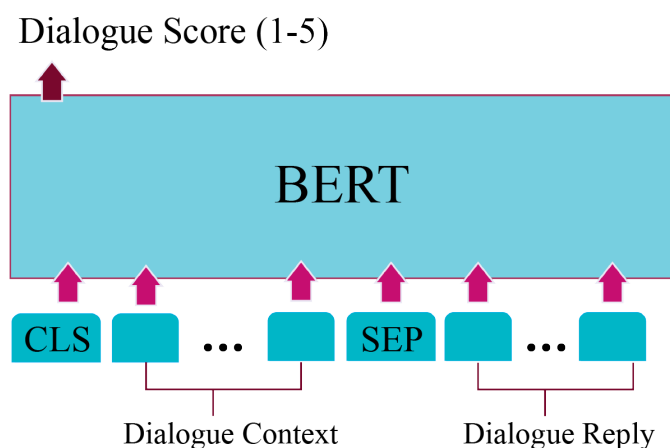 Dialogue Score (1-5)
BERT
CLS ... SEP ...
Dialogue Context Dialogue Reply